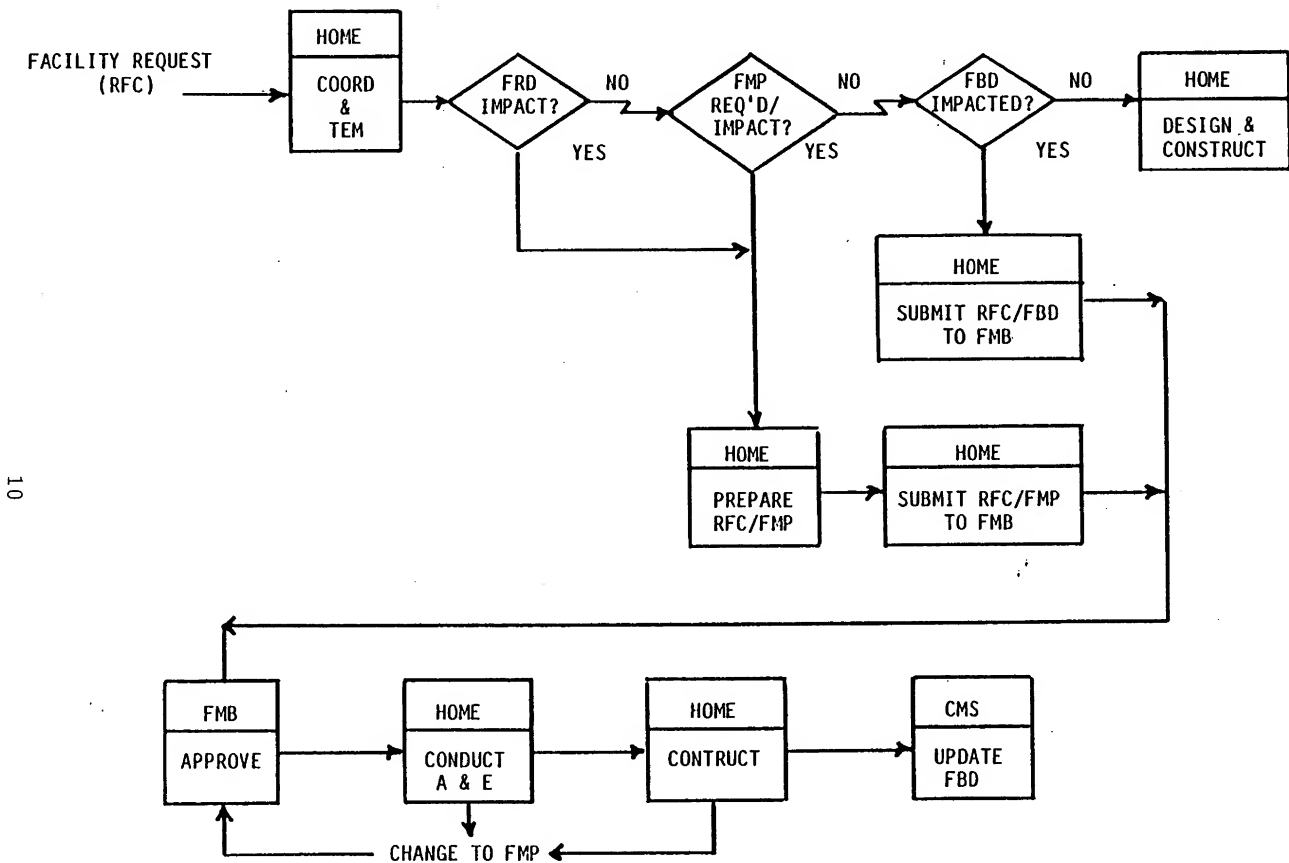 FACILITY REQUEST
(RFC)
HOME
COORD
&
TEM
FRD
IMPACT?
NO
YES
FMP
REQ'D/
IMPACT?
NO
YES
FBD
IMPACTED?
NO
YES
HOME
DESIGN &
CONSTRUCT
HOME
SUBMIT RFC/FBD
TO FMB
HOME
PREPARE
RFC/FMP
HOME
SUBMIT RFC/FMP
TO FMB
10
FMB
APPROVE
HOME
CONDUCT
A & E
HOME
CONTRUCT
CMS
UPDATE
FBD
CHANGE TO FMP